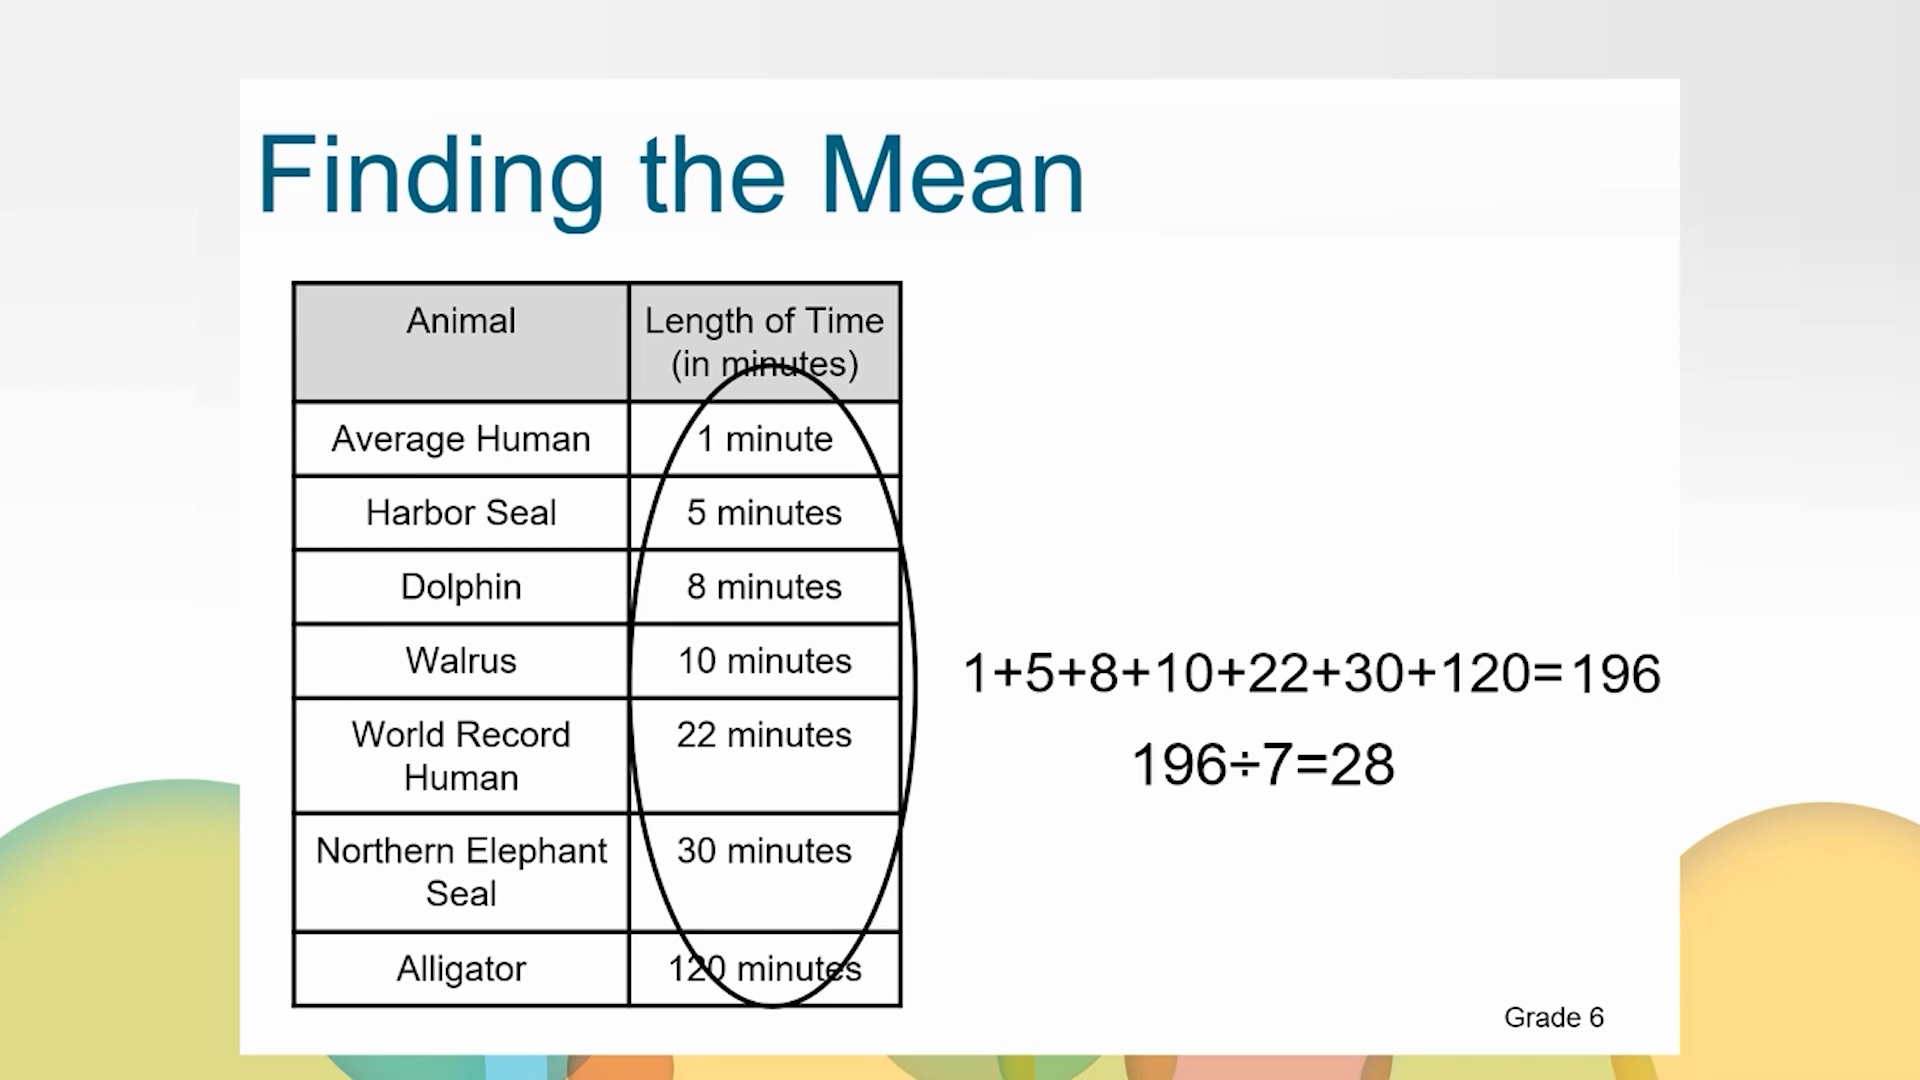 Finding the Mean
Animal
Length of Time
(in minutes)
Average Human
1 minute
Harbor Seal
5 minutes
Dolphin
8 minutes
Walrus
10 minutes
World Record
Human
22 minutes
Northern Elephant
Seal
30 minutes
Alligator
120 minutes
1+5+8+10+22+30+120=196
196÷7=28
Grade 6